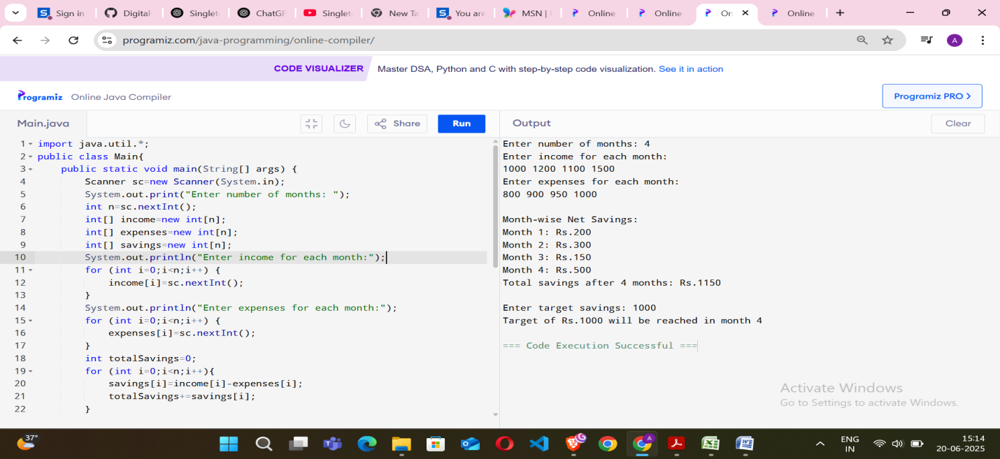 Sign in
Digital-
Singlet
ChatGP
Singlet
New Ta
You are
MSN |
Online
Online
On
Online
programiz.com/java-programming/online-compiler/
A
CODE VISUALIZER
Master DSA, Python and C with step-by-step code visualization. See it in action
Programiz Online Java Compiler
Programiz PRO
Main.java
Share
Run
Output
Clear
1 import java.util.*;
2 public class Main{
3 public static void main(String[] args) {
4 Scanner sc=new Scanner(System.in);
5 System.out.print("Enter number of months: ");
6 int n=sc.nextInt();
7 int[] income=new int[n];
8 int[] expenses=new int[n];
9 int[] savings=new int[n];
10 System.out.println("Enter income for each month:");
11 for (int i=0;i<n;i++) {
12 income[i]=sc.nextInt();
13 }
14 System.out.println("Enter expenses for each month:");
15 for (int i=0;i<n;i++) {
16 expenses[i]=sc.nextInt();
17 }
18 int totalSavings=0;
19 for (int i=0;i<n;i++){
20 savings[i]=income[i]-expenses[i];
21 totalSavings+=savings[i];
22 }
Enter number of months: 4
Enter income for each month:
1000 1200 1100 1500
Enter expenses for each month:
800 900 950 1000
Month-wise Net Savings:
Month 1: Rs.200
Month 2: Rs.300
Month 3: Rs.150
Month 4: Rs.500
Total savings after 4 months: Rs.1150
Enter target savings: 1000
Target of Rs.1000 will be reached in month 4
=== Code Execution Successful ===
Activate Windows
Go to Settings to activate Windows.
37°
ENG
IN
15:14
20-06-2025